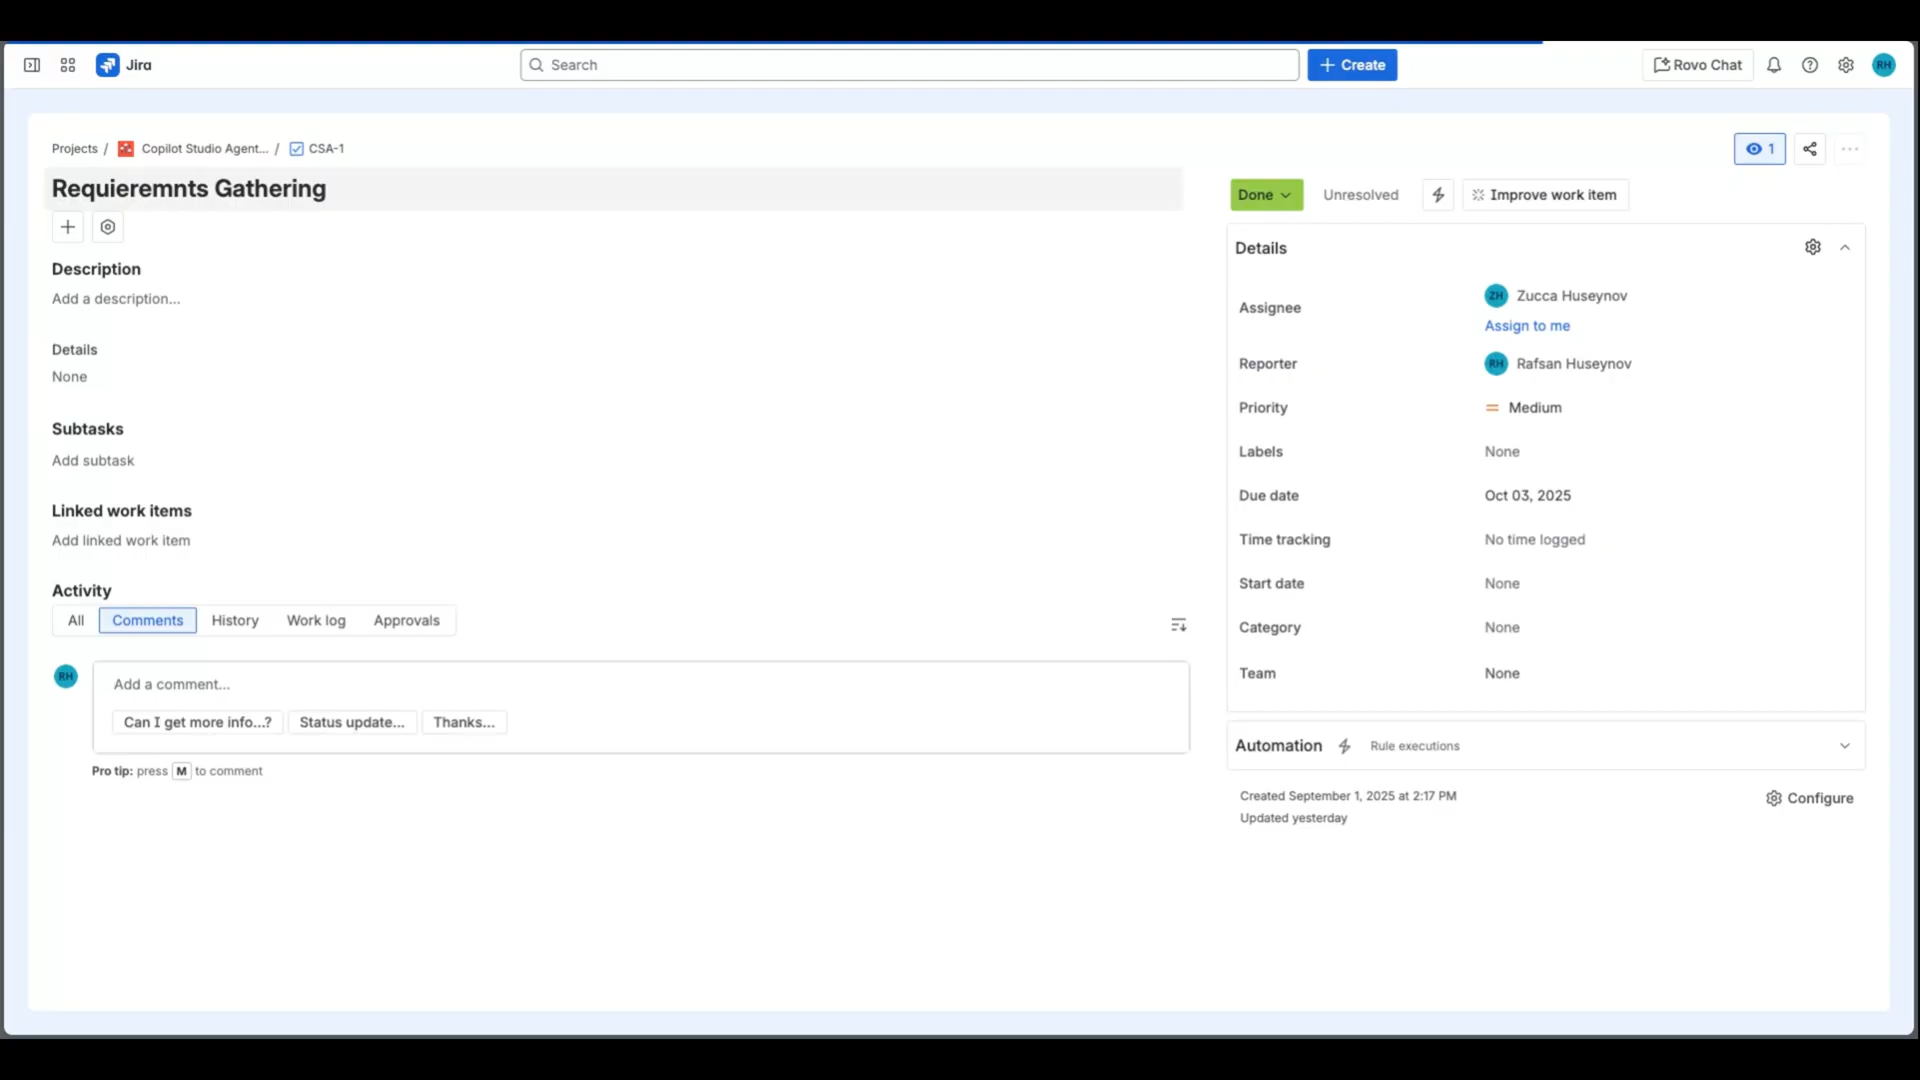 Jira
Search
Create
Rovo Chat
RH
Projects / Copilot Studio Agent... / CSA-1
1
Requieremnts Gathering
Done
Unresolved
Improve work item
Description
Add a description...
Details
None
Subtasks
Add subtask
Linked work items
Add linked work item
Activity
All
Comments
History
Work log
Approvals
RH
Add a comment...
Can I get more info...?
Status update...
Thanks...
Pro tip: press M to comment
Details
Assignee
ZH Zucca Huseynov
Assign to me
Reporter
RH Rafsan Huseynov
Priority
Medium
Labels
None
Due date
Oct 03, 2025
Time tracking
No time logged
Start date
None
Category
None
Team
None
Automation
Rule executions
Created September 1, 2025 at 2:17 PM
Updated yesterday
Configure